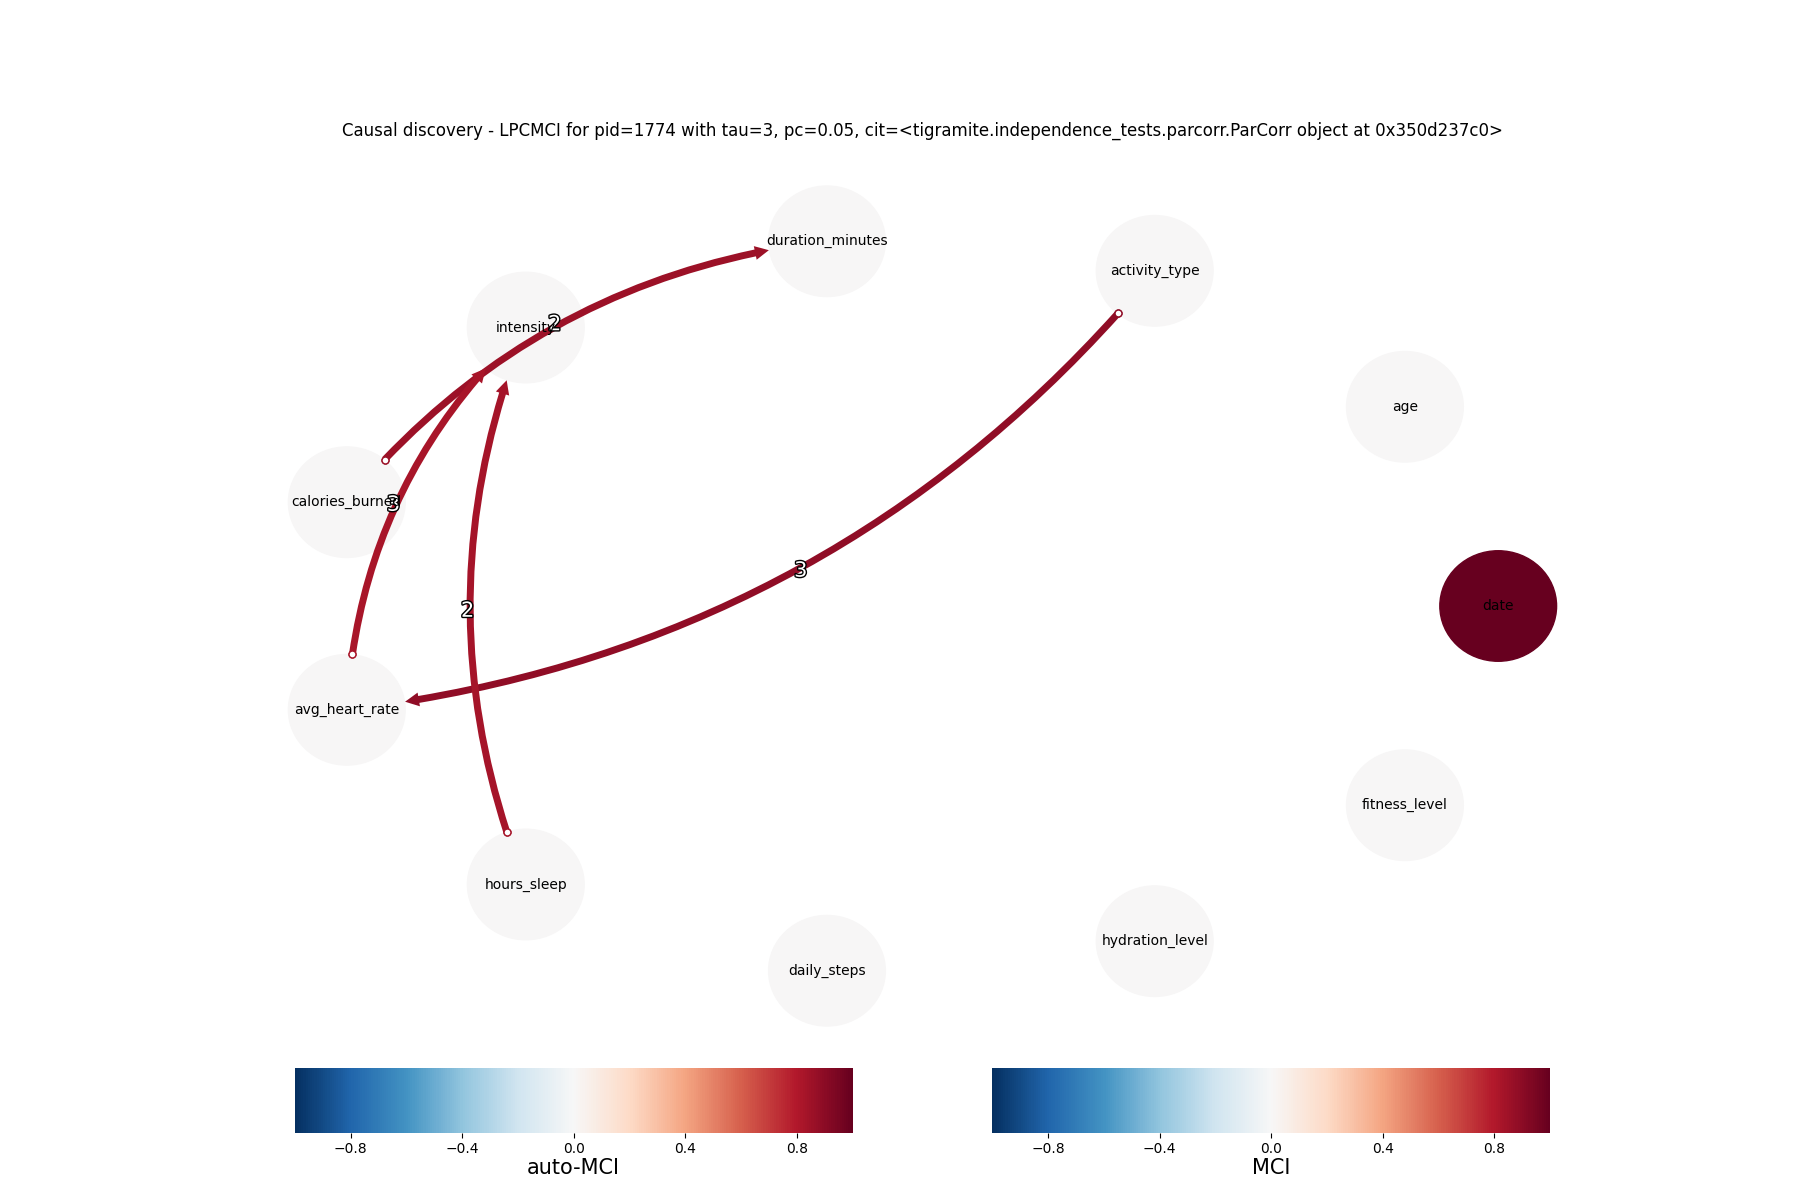 Causal discovery - LPCMCI for pid=1774 with tau=3, pc=0.05, cit=<tigramite.independence_tests.parcorr.ParCorr object at 0x350d237c0>
duration_minutes
activity_type
intensity
2
age
calories_burned
3
3
date
2
avg_heart_rate
fitness_level
hours_sleep
hydration_level
daily_steps
−0.8 −0.4 0.0 0.4 0.8
auto-MCI
−0.8 −0.4 0.0 0.4 0.8
MCI